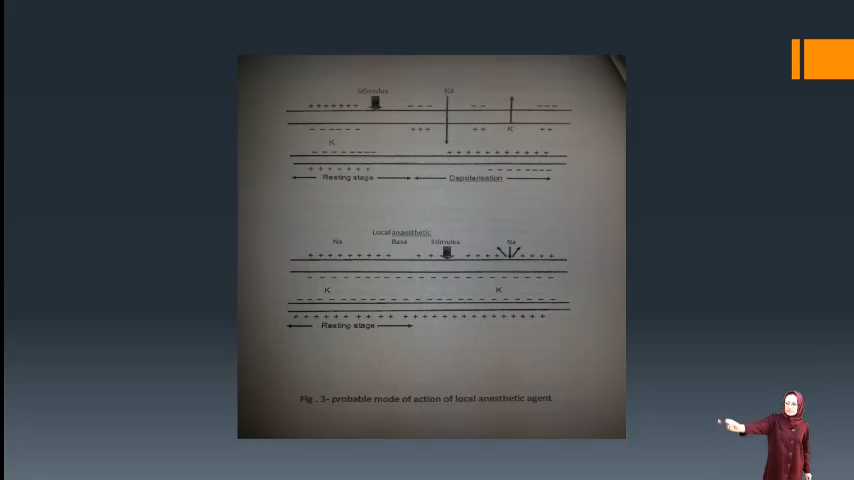 Stimulus Na
+ + + + + + + - - - - - - - -
- - - - - - + + + + + K + +
K
- - - - - - - - + + + + + + + + + +
+ + + + + + + - - - - - - - -
Resting stage Depolarisation
Local anaesthetic
Na Base Stimulus Na
K K
Resting stage
Fig . 3- probable mode of action of local anesthetic agent